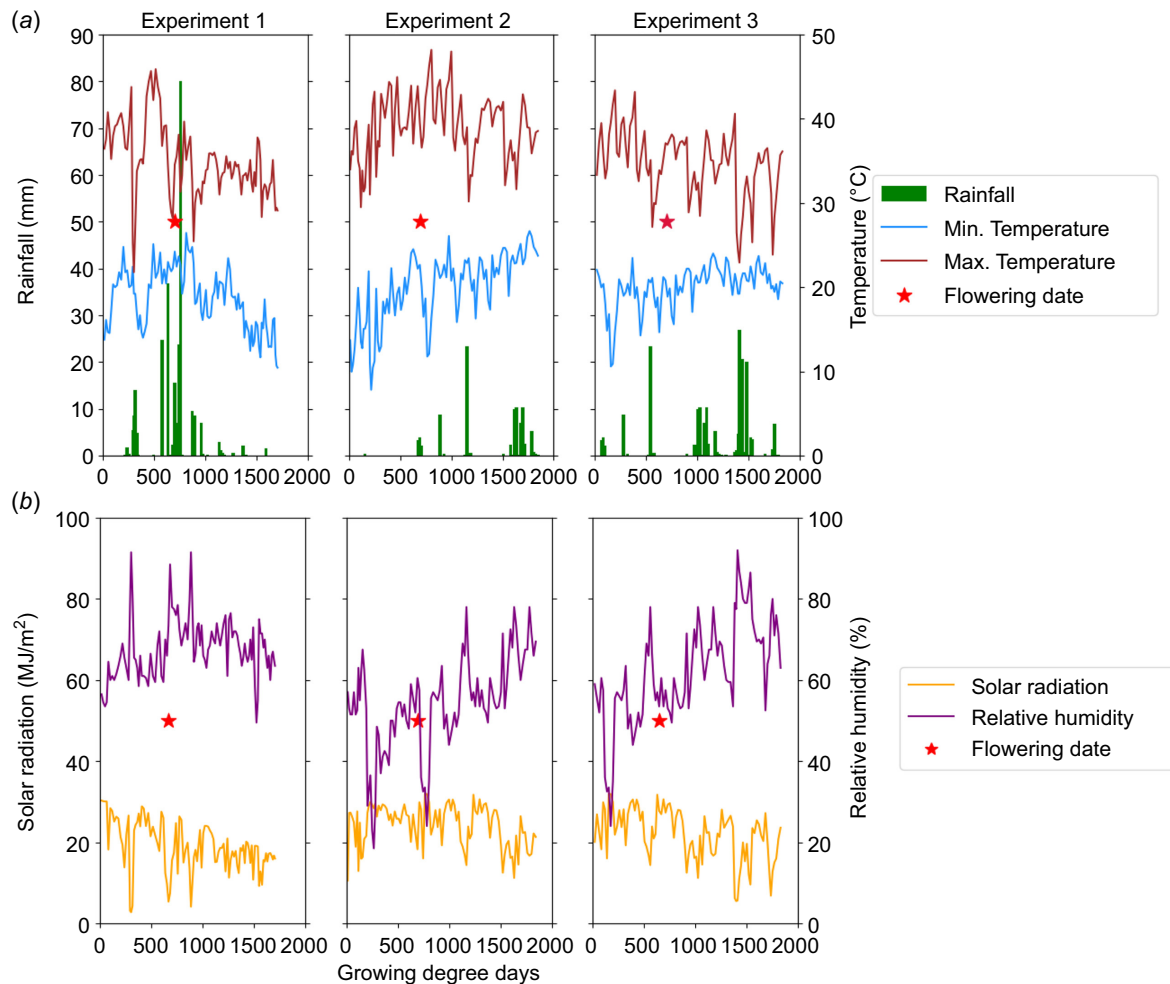 (a)
Experiment 1
Experiment 2
Experiment 3
90
80
70
60
50
40
30
20
10
0
Rainfall (mm)
0 500 1000 1500 2000
0 500 1000 1500 2000
0 500 1000 1500 2000
50
40
30
20
10
0
Temperature (°C)
Rainfall
Min. Temperature
Max. Temperature
Flowering date
(b)
100
80
60
40
20
0
Solar radiation (MJ/m²)
0 500 1000 1500 2000
0 500 1000 1500 2000
0 500 1000 1500 2000
Growing degree days
100
80
60
40
20
0
Relative humidity (%)
Solar radiation
Relative humidity
Flowering date